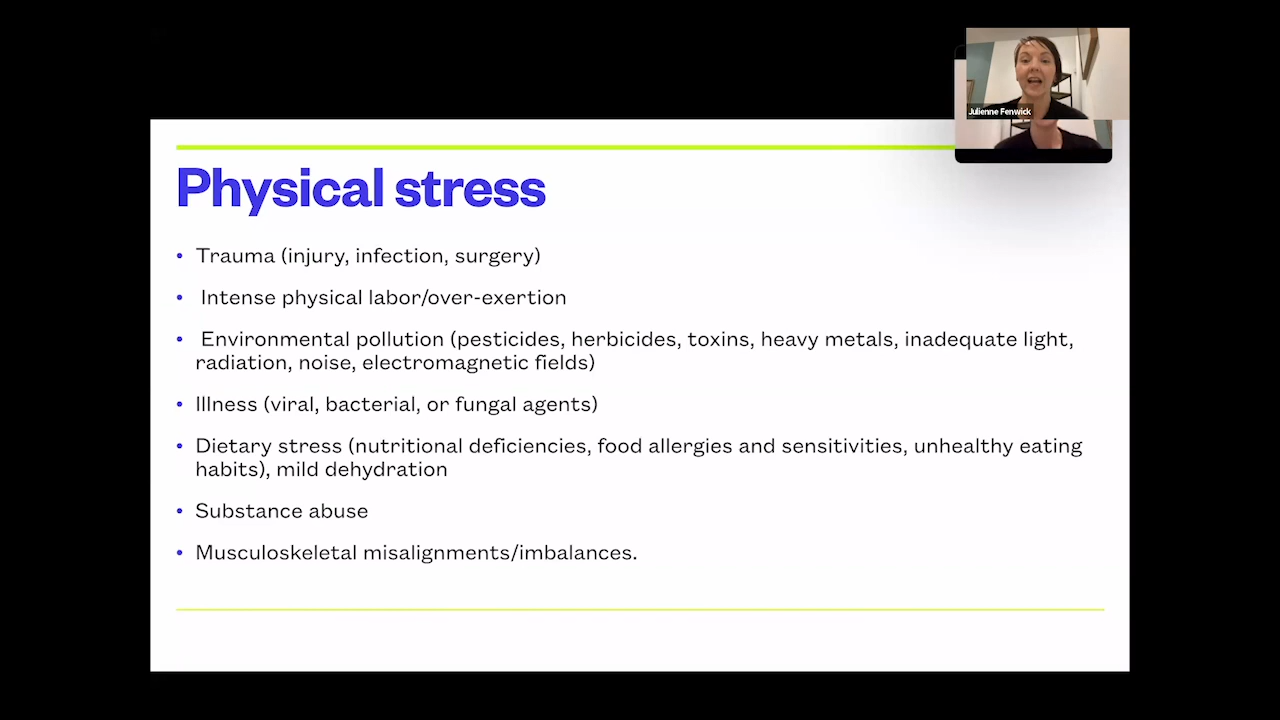 Julienne Fenwick
Physical stress
• Trauma (injury, infection, surgery)
• Intense physical labor/over-exertion
• Environmental pollution (pesticides, herbicides, toxins, heavy metals, inadequate light,
radiation, noise, electromagnetic fields)
• Illness (viral, bacterial, or fungal agents)
• Dietary stress (nutritional deficiencies, food allergies and sensitivities, unhealthy eating
habits), mild dehydration
• Substance abuse
• Musculoskeletal misalignments/imbalances.